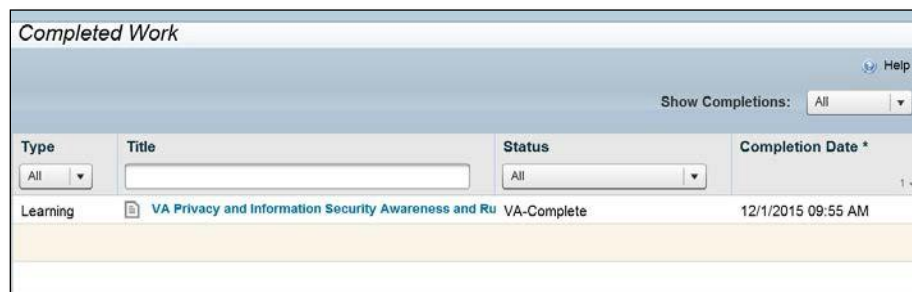 Completed Work
Help
Show Completions: All
Type Title Status Completion Date *
All All
Learning VA Privacy and Information Security Awareness and Ru VA-Complete 12/1/2015 09:55 AM